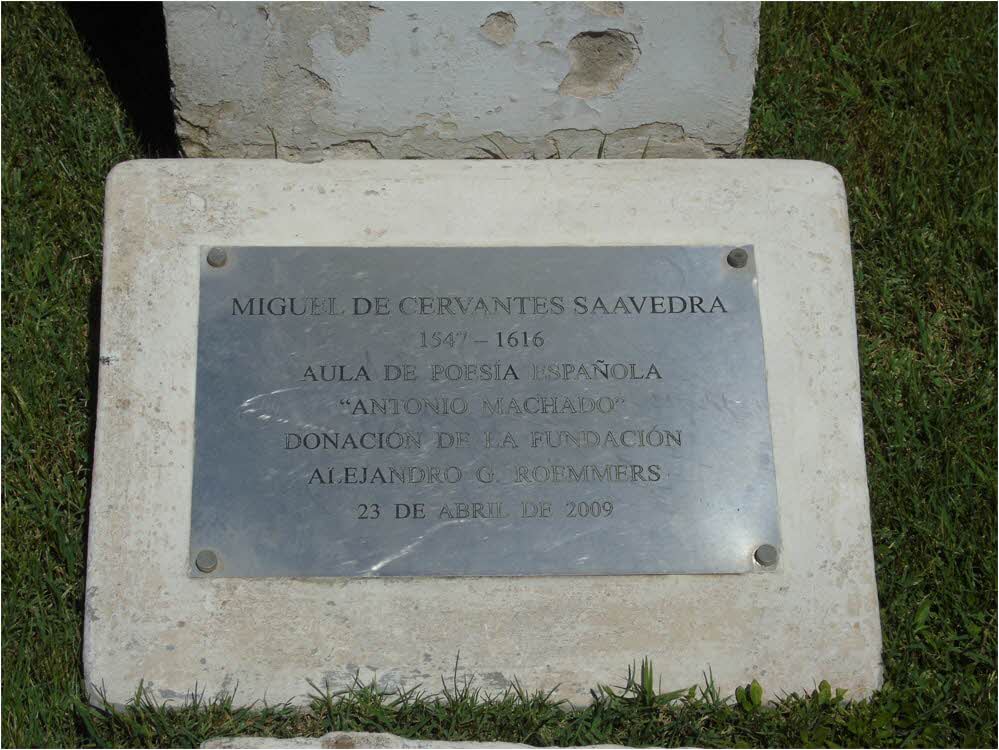 MIGUEL DE CERVANTES SAAVEDRA
1547 – 1616
AULA DE POESÍA ESPAÑOLA
“ANTONIO MACHADO”
DONACIÓN DE LA FUNDACIÓN
ALEJANDRO G. ROEMMERS
23 DE ABRIL DE 2009